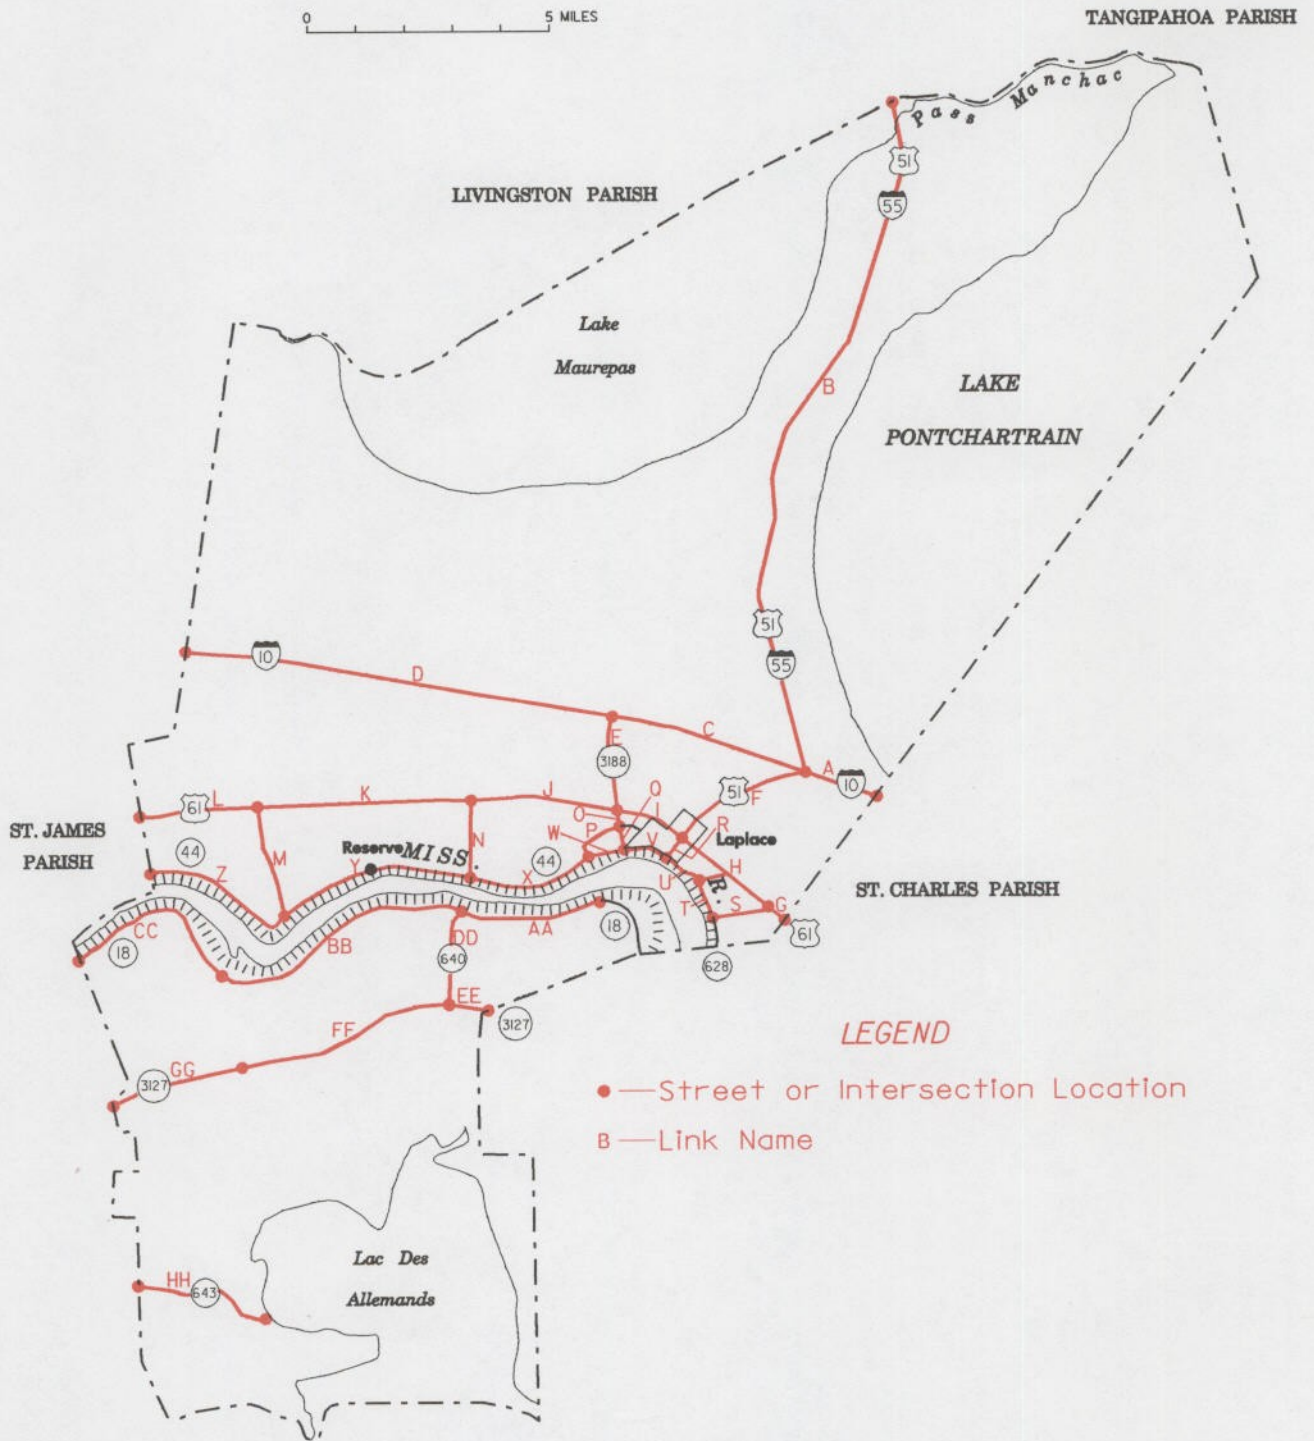 0 5 MILES
TANGIPAHOA PARISH
Pass Manchac
51
LIVINGSTON PARISH
55
Lake
Maurepas
B
LAKE
PONTCHARTRAIN
51
10
D
55
C
E
3188
A
10
51
F
L
61
K
J
O
Q
I
P
R
ST. JAMES
PARISH
44
M
Reserve
MISS.
N
44
W
V
Laplace
Z
Y
X
U
R.
H
ST. CHARLES PARISH
T
S
G
61
CC
18
BB
DD
AA
18
640
628
EE
FF
3127
LEGEND
GG
3127
Street or Intersection Location
B — Link Name
Lac Des
Allemands
HH
643